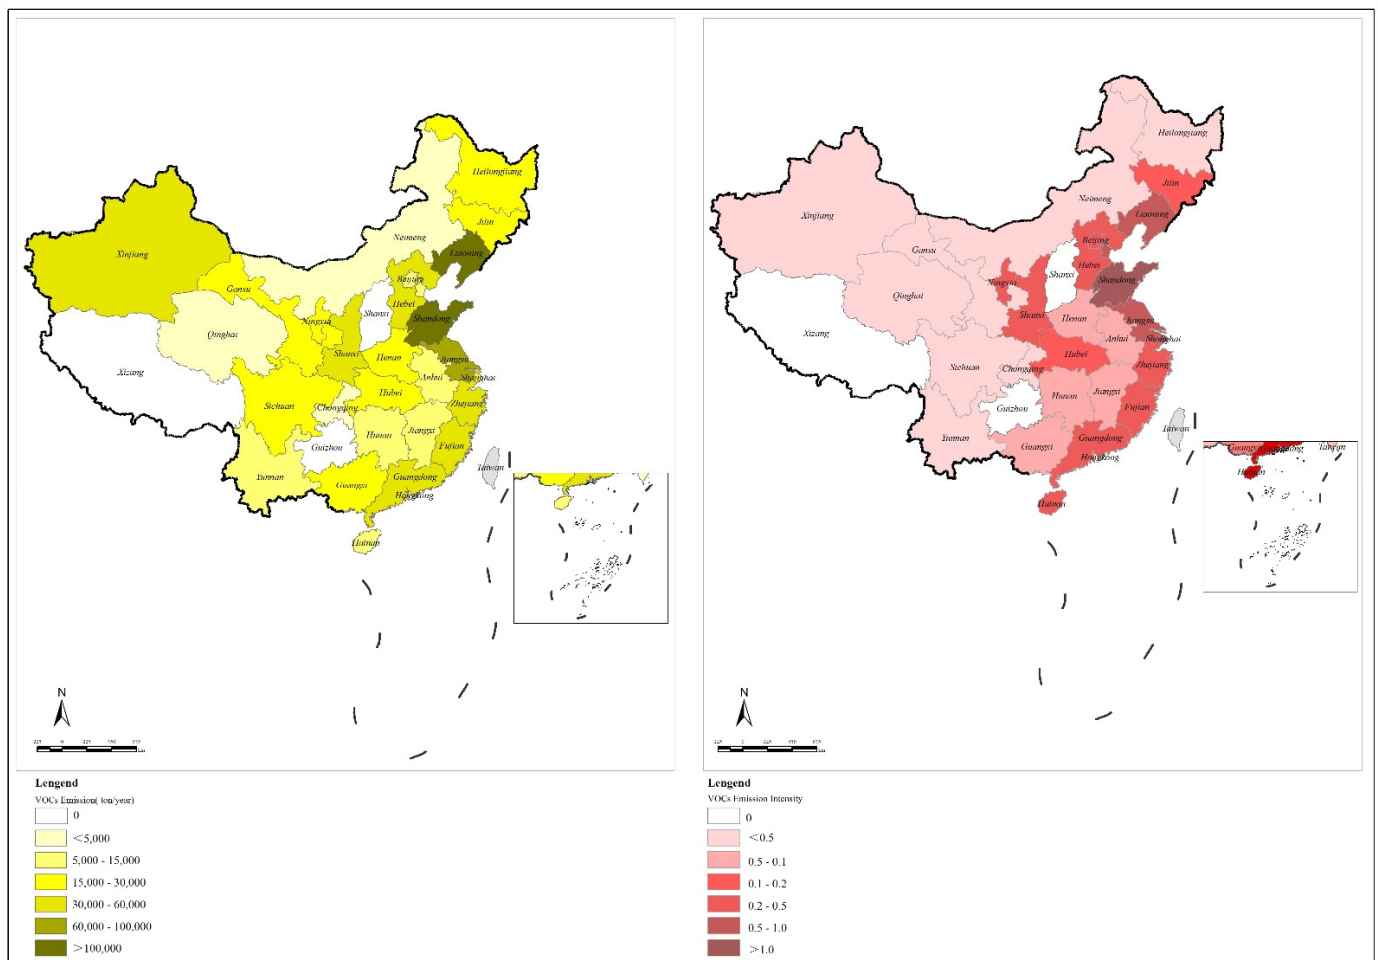 Heilongjiang
Jilin
Liaoning
Neimeng
Xinjiang
Gansu
Beijing
Hebei
Shanxi
Shandong
Ningxia
Qinghai
Shanxi
Henan
Jiangsu
Anhui
Shanghai
Xizang
Hubei
Zhejiang
Sichuan
Chongqing
Jiangxi
Hunan
Guizhou
Fujian
Yunnan
Guangxi
Guangdong
Taiwan
Hongkong
Hainan
N
Lengend
VOCs Emission( ton/year)
0
<5,000
5,000 - 15,000
15,000 - 30,000
30,000 - 60,000
60,000 - 100,000
>100,000
Heilongjiang
Jilin
Neimeng
Liaoning
Xinjiang
Beijing
Gansu
Hebei
Shanxi
Shandong
Ningxia
Qinghai
Shanxi
Henan
Jiangsu
Xizang
Anhui
Shanghai
Hubei
Zhejiang
Sichuan
Chongqing
Hunan
Jiangxi
Guizhou
Fujian
Yunnan
Guangxi
Guangdong
Taiwan
Hongkong
Hainan
Guangxi
Taiwan
Hainan
N
Lengend
VOCs Emission Intensity
0
<0.5
0.5 - 0.1
0.1 - 0.2
0.2 - 0.5
0.5 - 1.0
>1.0